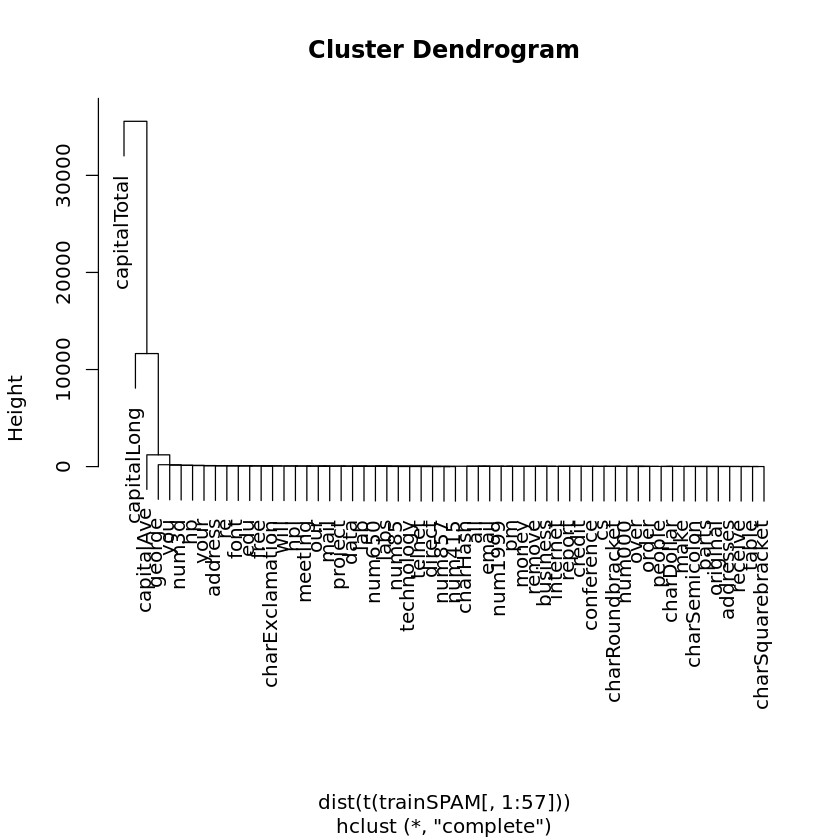 Cluster Dendrogram
Height
0
10000
20000
30000
capitalTotal
capitalLong
capitalAve
george
you
num3d
hp
your
address
re
font
edu
free
charExclamation
will
hpl
meeting
our
mail
project
data
lab
num650
labs
num85
technology
telnet
direct
num857
num415
charHash
all
email
num1999
pm
money
remove
business
internet
report
credit
conference
cs
charRoundbracket
num000
over
order
people
charDollar
make
charSemicolon
parts
original
addresses
receive
table
charSquarebracket
dist(t(trainSPAM[, 1:57]))
hclust (*, "complete")